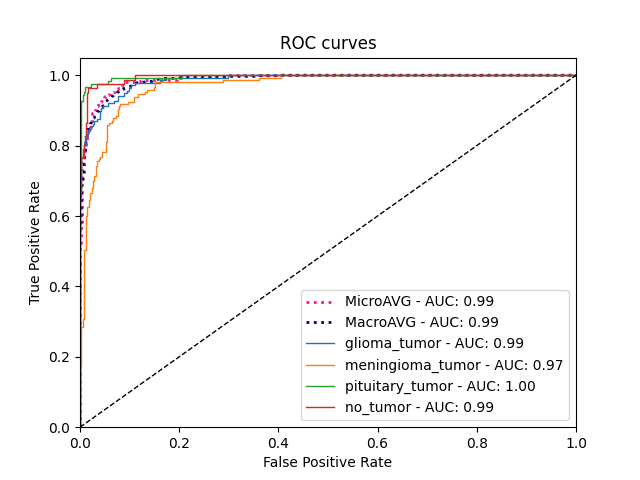 ROC curves
1.0
0.8
0.6
0.4
0.2
0.0
True Positive Rate
MicroAVG - AUC: 0.99
MacroAVG - AUC: 0.99
glioma_tumor - AUC: 0.99
meningioma_tumor - AUC: 0.97
pituitary_tumor - AUC: 1.00
no_tumor - AUC: 0.99
0.0 0.2 0.4 0.6 0.8 1.0
False Positive Rate